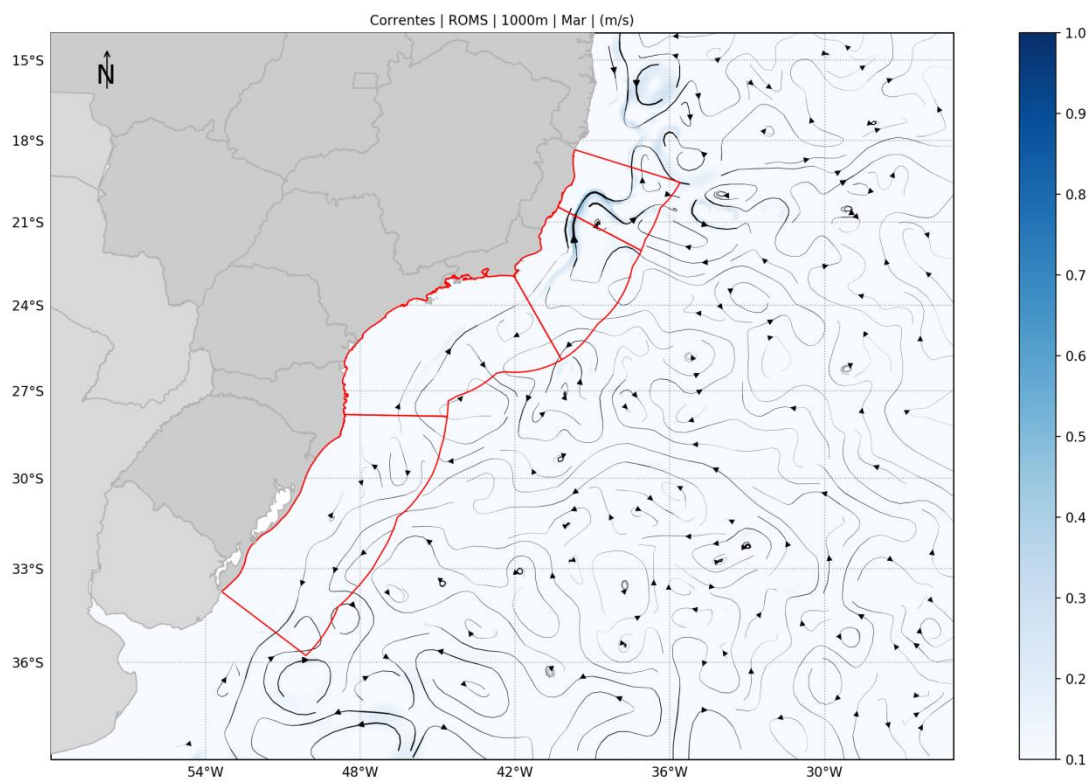 Correntes | ROMS | 1000m | Mar | (m/s)
N
15°S
18°S
21°S
24°S
27°S
30°S
33°S
36°S
54°W
48°W
42°W
36°W
30°W
1.0
0.9
0.8
0.7
0.6
0.5
0.4
0.3
0.2
0.1